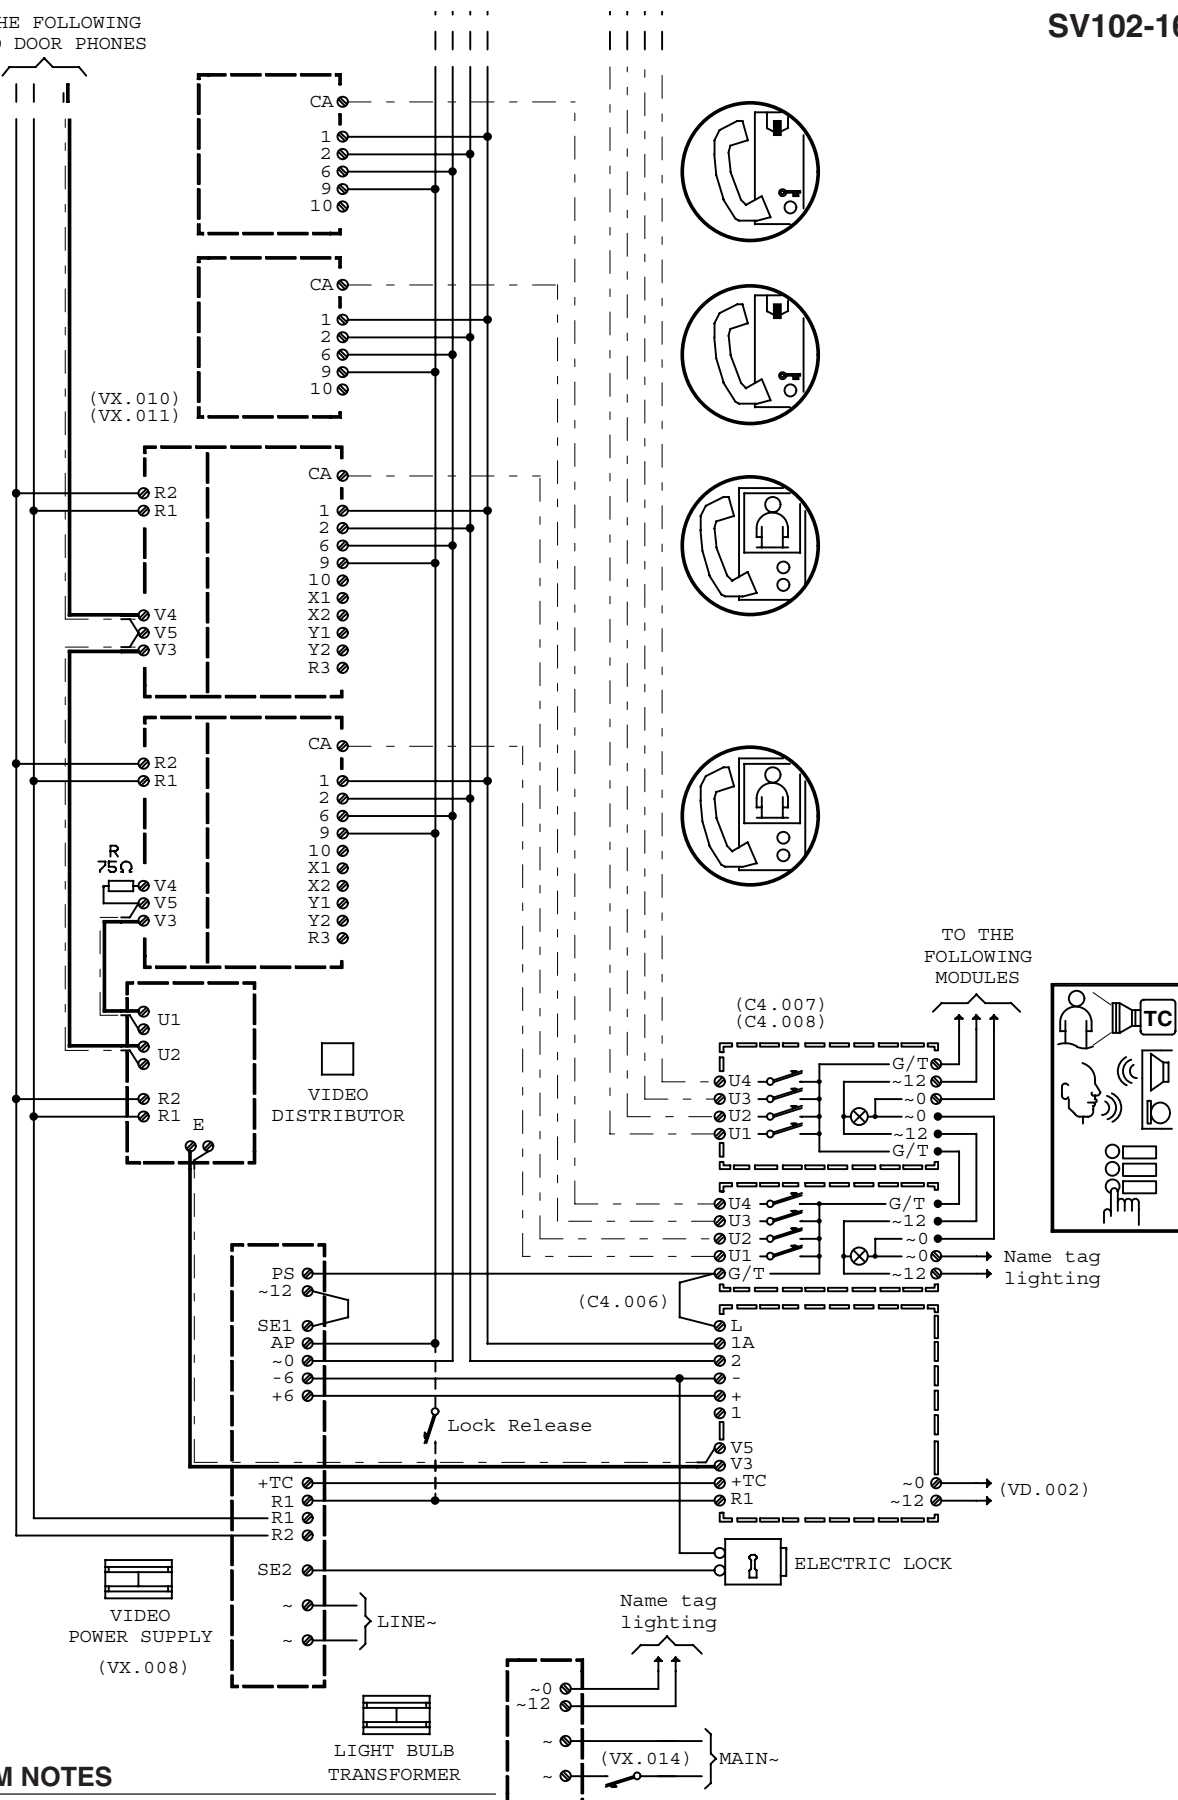 HE FOLLOWING
DOOR PHONES
SV102-16
CA
1
2
6
9
10
CA
1
2
6
9
10
(VX.010)
(VX.011)
R2
R1
V4
V5
V3
CA
1
2
6
9
10
X1
X2
Y1
Y2
R3
R2
R1
R
75Ω
V4
V5
V3
CA
1
2
6
9
10
X1
X2
Y1
Y2
R3
U1
U2
R2
R1
E
VIDEO
DISTRIBUTOR
TO THE
FOLLOWING
MODULES
(C4.007)
(C4.008)
U4
U3
U2
U1
G/T
~12
~0
~0
~12
G/T
TC
U4
U3
U2
U1
G/T
G/T
~12
~0
~0
~12
Name tag
lighting
(C4.006)
PS
~12
SE1
AP
~0
-6
+6
+TC
R1
R1
R2
SE2
~
~
LINE~
Lock Release
L
1A
2
-
+
1
V5
V3
+TC
R1
~0
~12
(VD.002)
ELECTRIC LOCK
VIDEO
POWER SUPPLY
(VX.008)
Name tag
lighting
~0
~12
~
~
(VX.014)
MAIN~
LIGHT BULB
TRANSFORMER
M NOTES